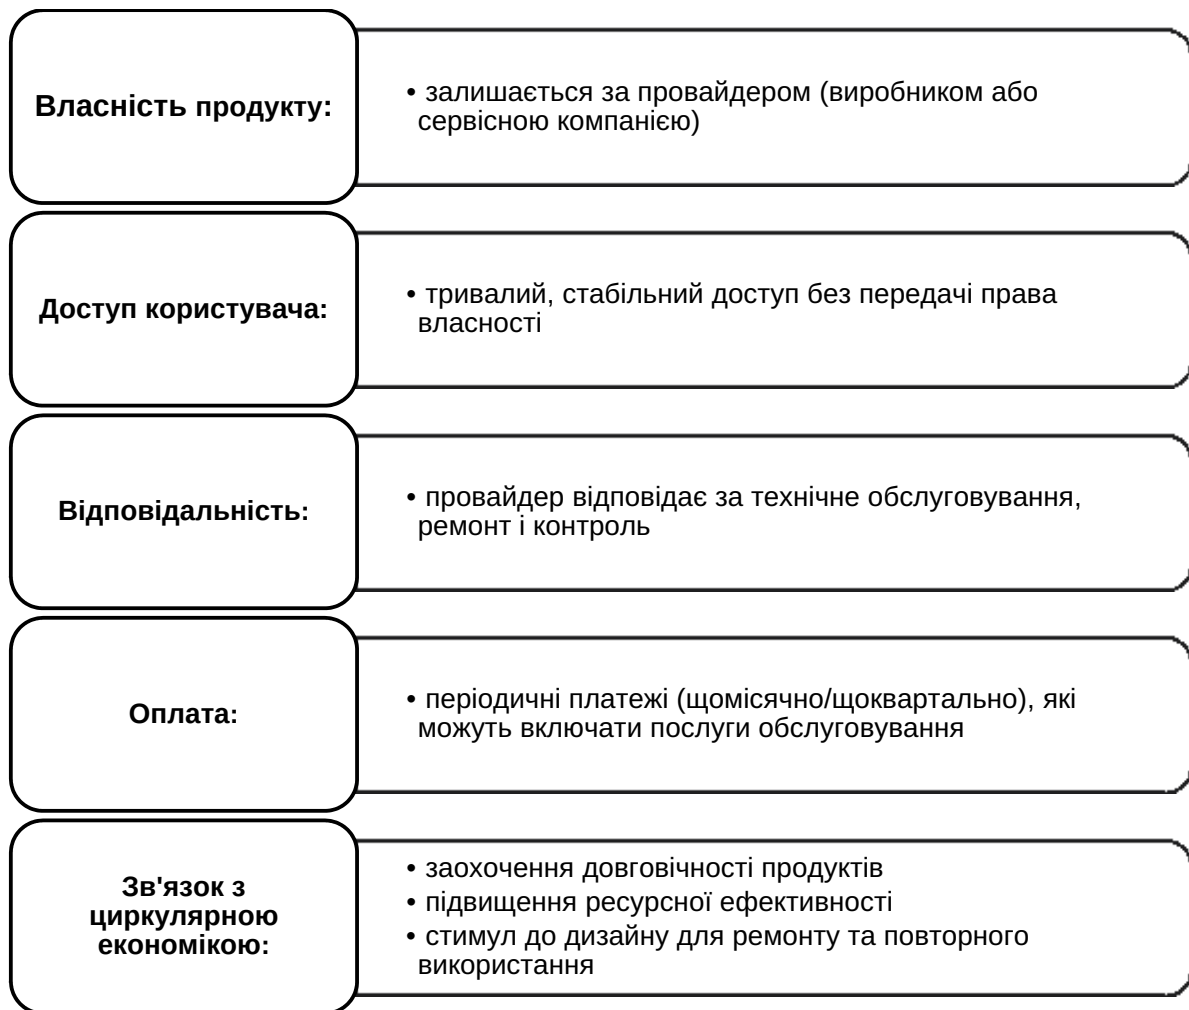 Власність продукту:
• залишається за провайдером (виробником або
сервісною компанією)
Доступ користувача:
• тривалий, стабільний доступ без передачі права
власності
Відповідальність:
• провайдер відповідає за технічне обслуговування,
ремонт і контроль
Оплата:
• періодичні платежі (щомісячно/щоквартально), які
можуть включати послуги обслуговування
Зв'язок з
циркулярною
економікою:
• заохочення довговічності продуктів
• підвищення ресурсної ефективності
• стимул до дизайну для ремонту та повторного
використання